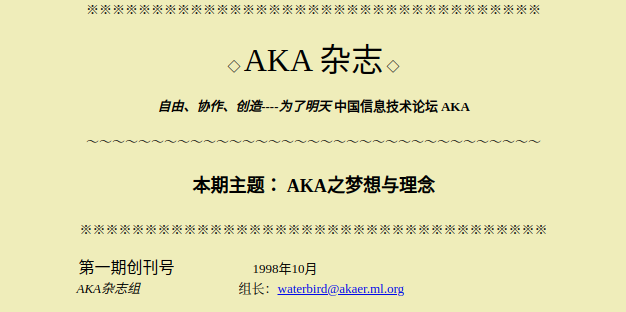 ※※※※※※※※※※※※※※※※※※※※※※※※※※※※※※※※※※※
◇AKA 杂志◇
自由、协作、创造----为了明天 中国信息技术论坛 AKA
～～～～～～～～～～～～～～～～～～～～～～～～～～～～～～～～～～～
本期主题： AKA之梦想与理念
※※※※※※※※※※※※※※※※※※※※※※※※※※※※※※※※※※※※
第一期创刊号 1998年10月
AKA杂志组 组长：waterbird@akaer.ml.org